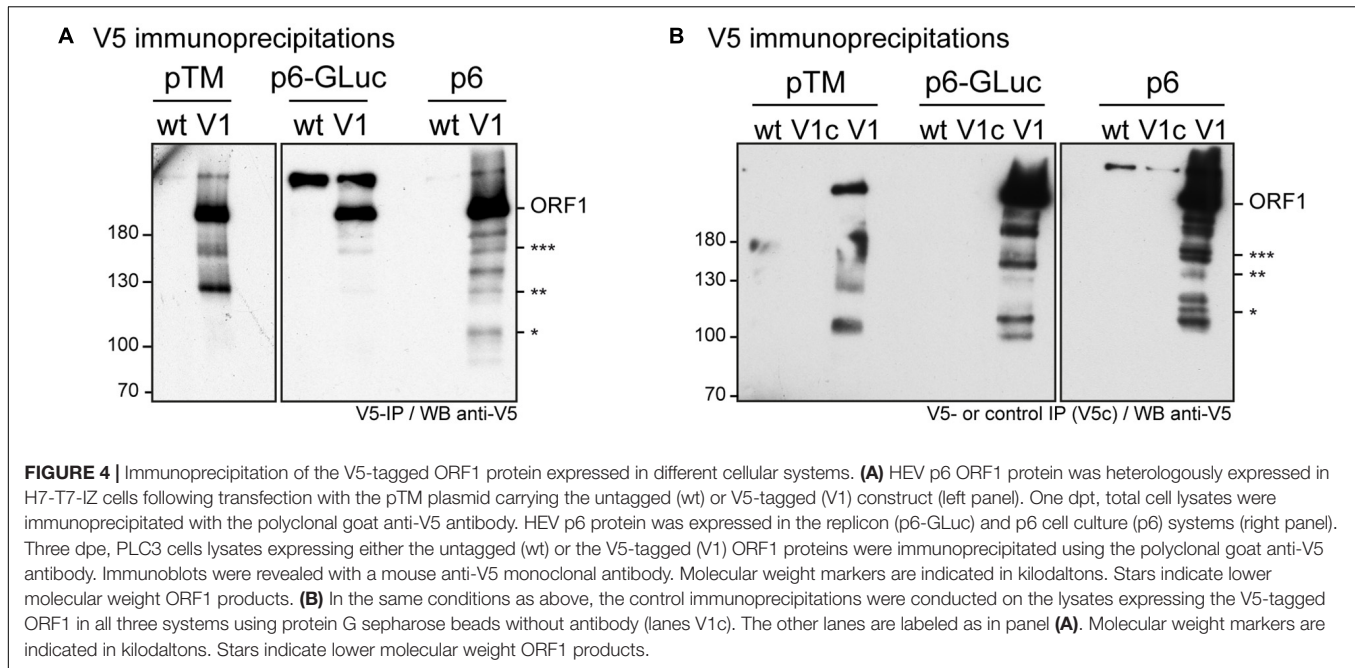 A V5 immunoprecipitations
pTM p6-GLuc p6
wt V1 wt V1 wt V1
180
130
100
70
ORF1
***
**
*
V5-IP / WB anti-V5
B V5 immunoprecipitations
pTM p6-GLuc p6
wt V1c V1 wt V1c V1 wt V1c V1
180
130
100
70
ORF1
***
**
*
V5- or control IP (V5c) / WB anti-V5
FIGURE 4 | Immunoprecipitation of the V5-tagged ORF1 protein expressed in different cellular systems. (A) HEV p6 ORF1 protein was heterologously expressed in
H7-T7-IZ cells following transfection with the pTM plasmid carrying the untagged (wt) or V5-tagged (V1) construct (left panel). One dpt, total cell lysates were
immunoprecipitated with the polyclonal goat anti-V5 antibody. HEV p6 protein was expressed in the replicon (p6-GLuc) and p6 cell culture (p6) systems (right panel).
Three dpe, PLC3 cells lysates expressing either the untagged (wt) or the V5-tagged (V1) ORF1 proteins were immunoprecipitated using the polyclonal goat anti-V5
antibody. Immunoblots were revealed with a mouse anti-V5 monoclonal antibody. Molecular weight markers are indicated in kilodaltons. Stars indicate lower
molecular weight ORF1 products. (B) In the same conditions as above, the control immunoprecipitations were conducted on the lysates expressing the V5-tagged
ORF1 in all three systems using protein G sepharose beads without antibody (lanes V1c). The other lanes are labeled as in panel (A). Molecular weight markers are
indicated in kilodaltons. Stars indicate lower molecular weight ORF1 products.